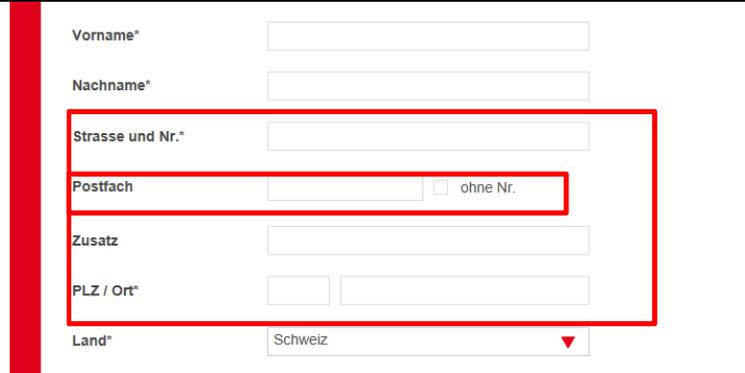 Vorname*
Nachname*
Strasse und Nr.*
Postfach ohne Nr.
Zusatz
PLZ / Ort*
Land* Schweiz